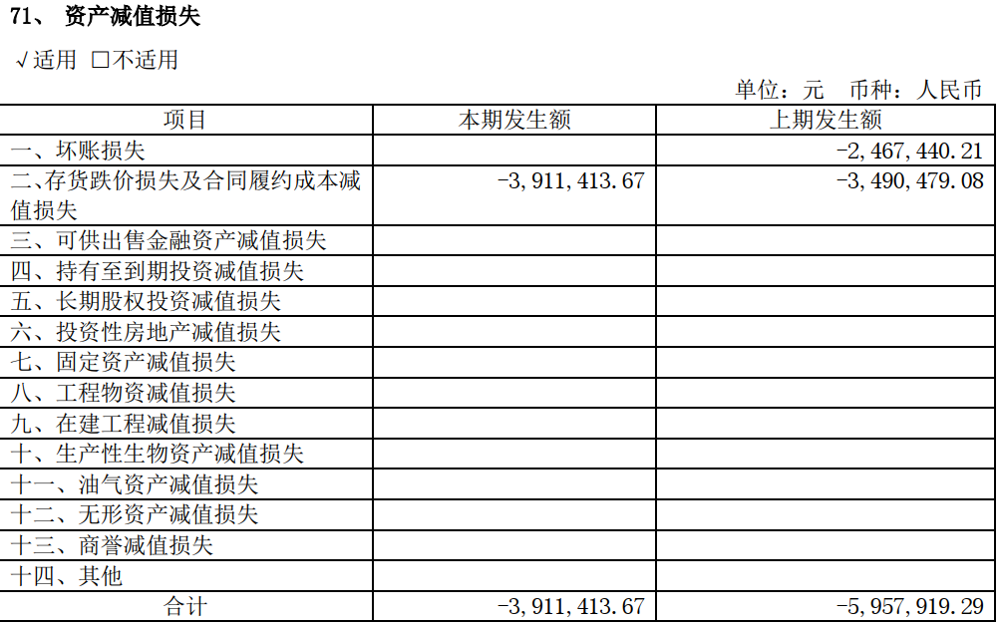 71、 资产减值损失
√适用 □不适用
单位：元 币种：人民币
项目 本期发生额 上期发生额
一、坏账损失 -2,467,440.21
二、存货跌价损失及合同履约成本减 -3,911,413.67 -3,490,479.08
值损失
三、可供出售金融资产减值损失
四、持有至到期投资减值损失
五、长期股权投资减值损失
六、投资性房地产减值损失
七、固定资产减值损失
八、工程物资减值损失
九、在建工程减值损失
十、生产性生物资产减值损失
十一、油气资产减值损失
十二、无形资产减值损失
十三、商誉减值损失
十四、其他
合计 -3,911,413.67 -5,957,919.29